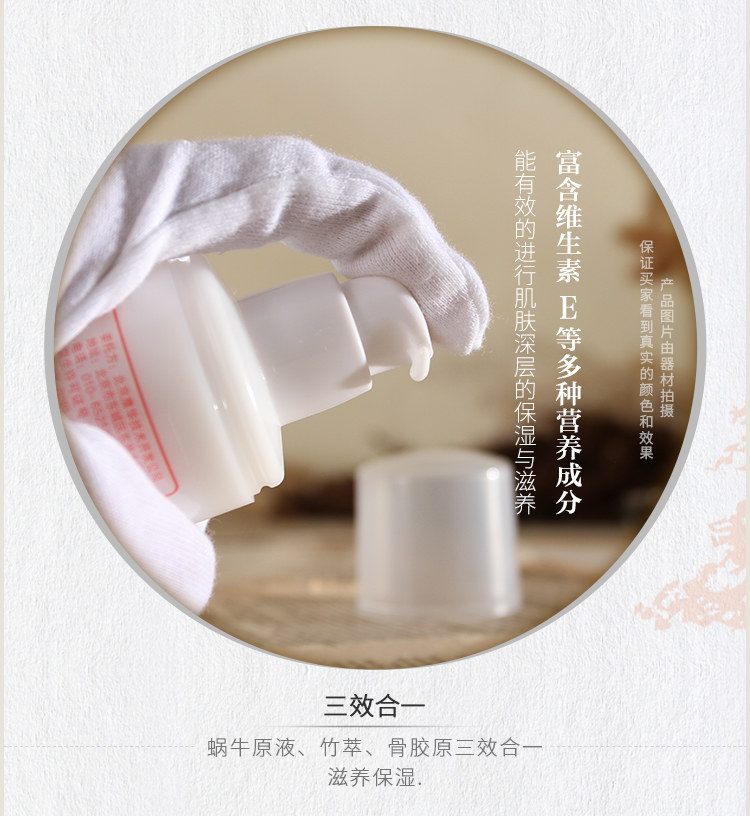 富含维生素 E 等多种营养成分
能有效的进行肌肤深层的保湿与滋养
产品图片由器材拍摄
保证买家看到真实的颜色和效果
三效合一
蜗牛原液、竹萃、骨胶原三效合一
滋养保湿.